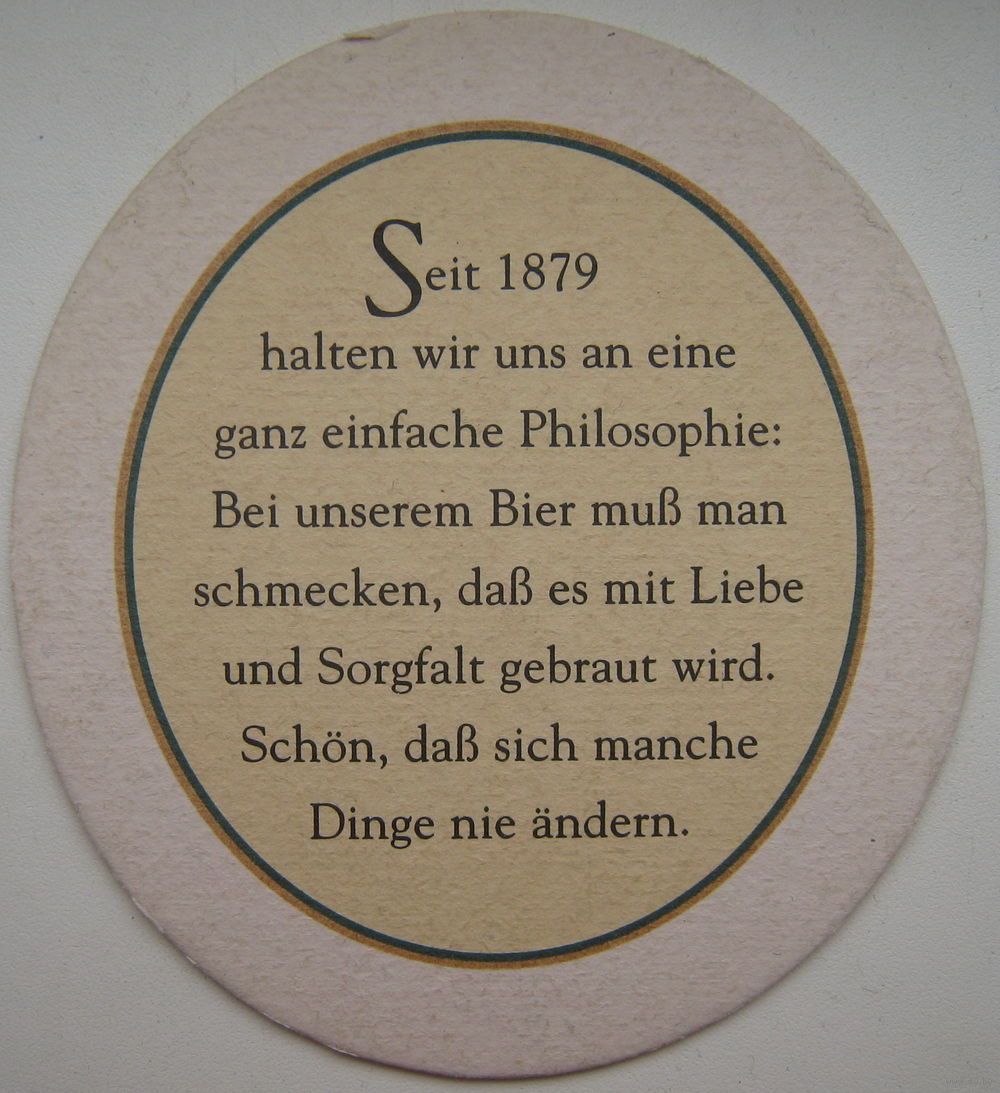 Seit 1879
halten wir uns an eine
ganz einfache Philosophie:
Bei unserem Bier muß man
schmecken, daß es mit Liebe
und Sorgfalt gebraut wird.
Schön, daß sich manche
Dinge nie ändern.